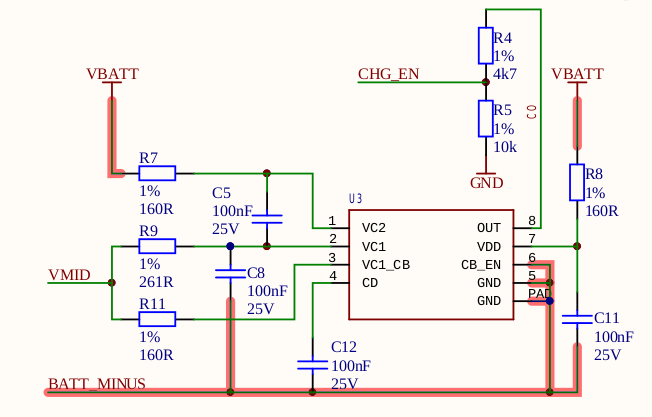 R4
1%
4k7
CHG_EN
VBATT
VBATT
CO
R5
1%
10k
GND
R7
1%
160R
R8
1%
160R
C5
100nF
25V
U3
1
2
3
4
VC2
VC1
VC1_CB
CD
OUT
VDD
CB_EN
GND
GND
8
7
6
5
PAD
R9
1%
261R
VMID
C8
100nF
25V
R11
1%
160R
C11
100nF
25V
C12
100nF
25V
BATT_MINUS